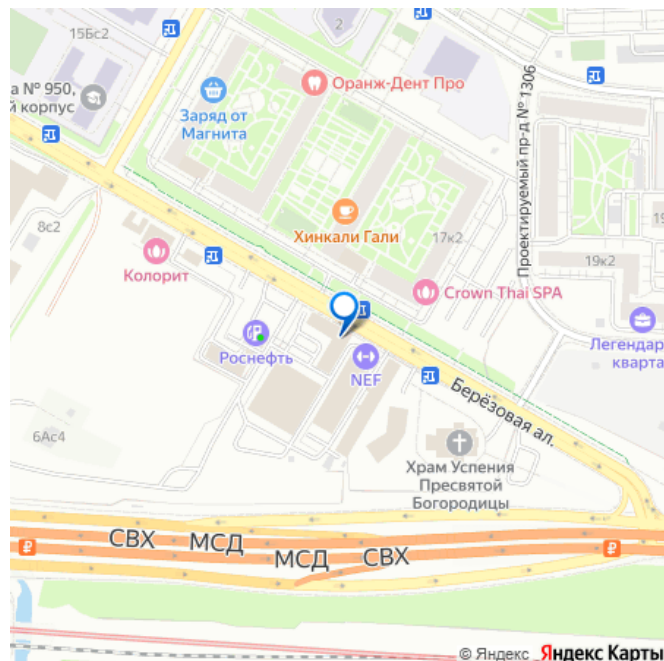 15Бс2
2
а № 950,
й корпус
Заряд от
Магнита
Оранж-Дент Про
Проектируемый пр-д № 1306
8с2
Хинкали Гали
17к2
19
19к2
Колорит
Crown Thai SPA
Роснефть
NEF
Легендар
кварта
Берёзовая ал.
6Ас4
Храм Успения
Пресвятой
Богородицы
СВХ МСД
МСД СВХ
© Яндекс Яндекс Карты